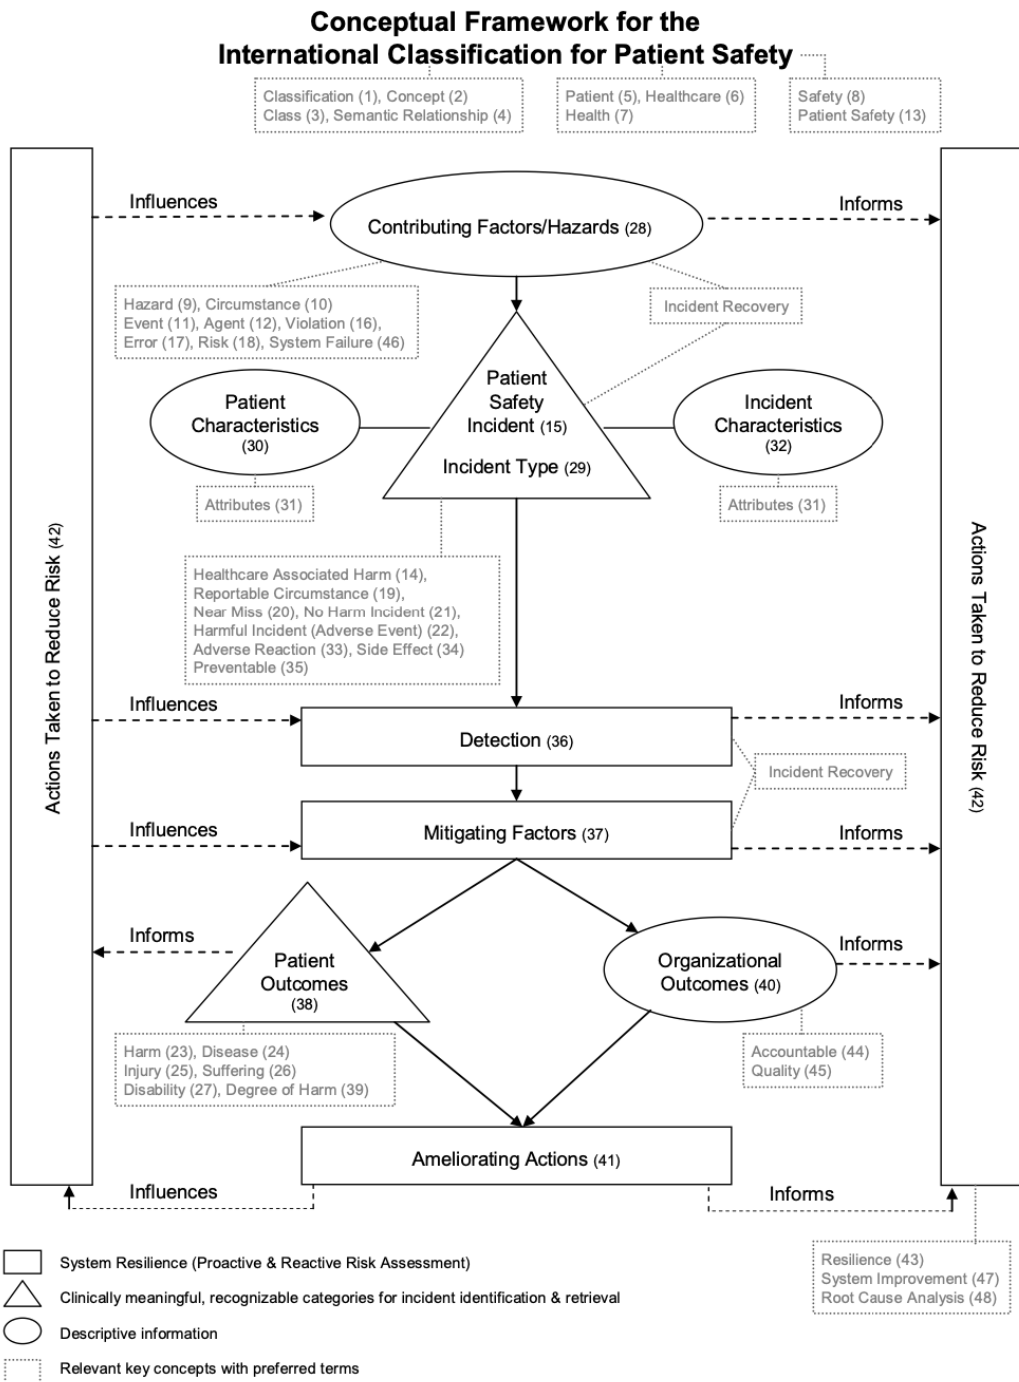 Conceptual Framework for the
International Classification for Patient Safety
Classification (1), Concept (2)
Class (3), Semantic Relationship (4)
Patient (5), Healthcare (6)
Health (7)
Safety (8)
Patient Safety (13)
Influences
Contributing Factors/Hazards (28)
Informs
Hazard (9), Circumstance (10)
Event (11), Agent (12), Violation (16),
Error (17), Risk (18), System Failure (46)
Incident Recovery
Patient
Safety
Incident (15)
Incident Type (29)
Patient
Characteristics
(30)
Incident
Characteristics
(32)
Attributes (31)
Attributes (31)
Actions Taken to Reduce Risk (42)
Actions Taken to Reduce Risk (42)
Healthcare Associated Harm (14),
Reportable Circumstance (19),
Near Miss (20), No Harm Incident (21),
Harmful Incident (Adverse Event) (22),
Adverse Reaction (33), Side Effect (34)
Preventable (35)
Influences
Detection (36)
Informs
Incident Recovery
Influences
Mitigating Factors (37)
Informs
Informs
Patient
Outcomes
(38)
Organizational
Outcomes (40)
Informs
Harm (23), Disease (24)
Injury (25), Suffering (26)
Disability (27), Degree of Harm (39)
Accountable (44)
Quality (45)
Ameliorating Actions (41)
Influences
Informs
Resilience (43)
System Improvement (47)
Root Cause Analysis (48)
System Resilience (Proactive & Reactive Risk Assessment)
Clinically meaningful, recognizable categories for incident identification & retrieval
Descriptive information
Relevant key concepts with preferred terms